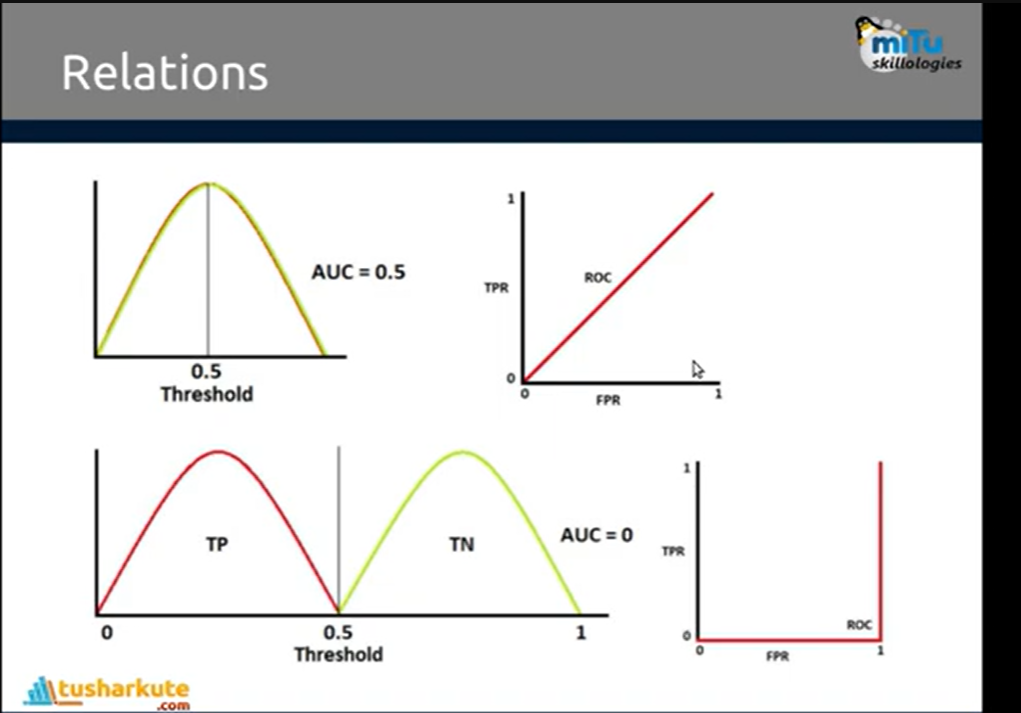 Relations
miTu
skillologies
AUC = 0.5
0.5
Threshold
1
TPR
ROC
0
0
FPR
1
TP
TN
AUC = 0
0
0.5
1
Threshold
1
TPR
ROC
0
0
FPR
1
tusharkute
.com